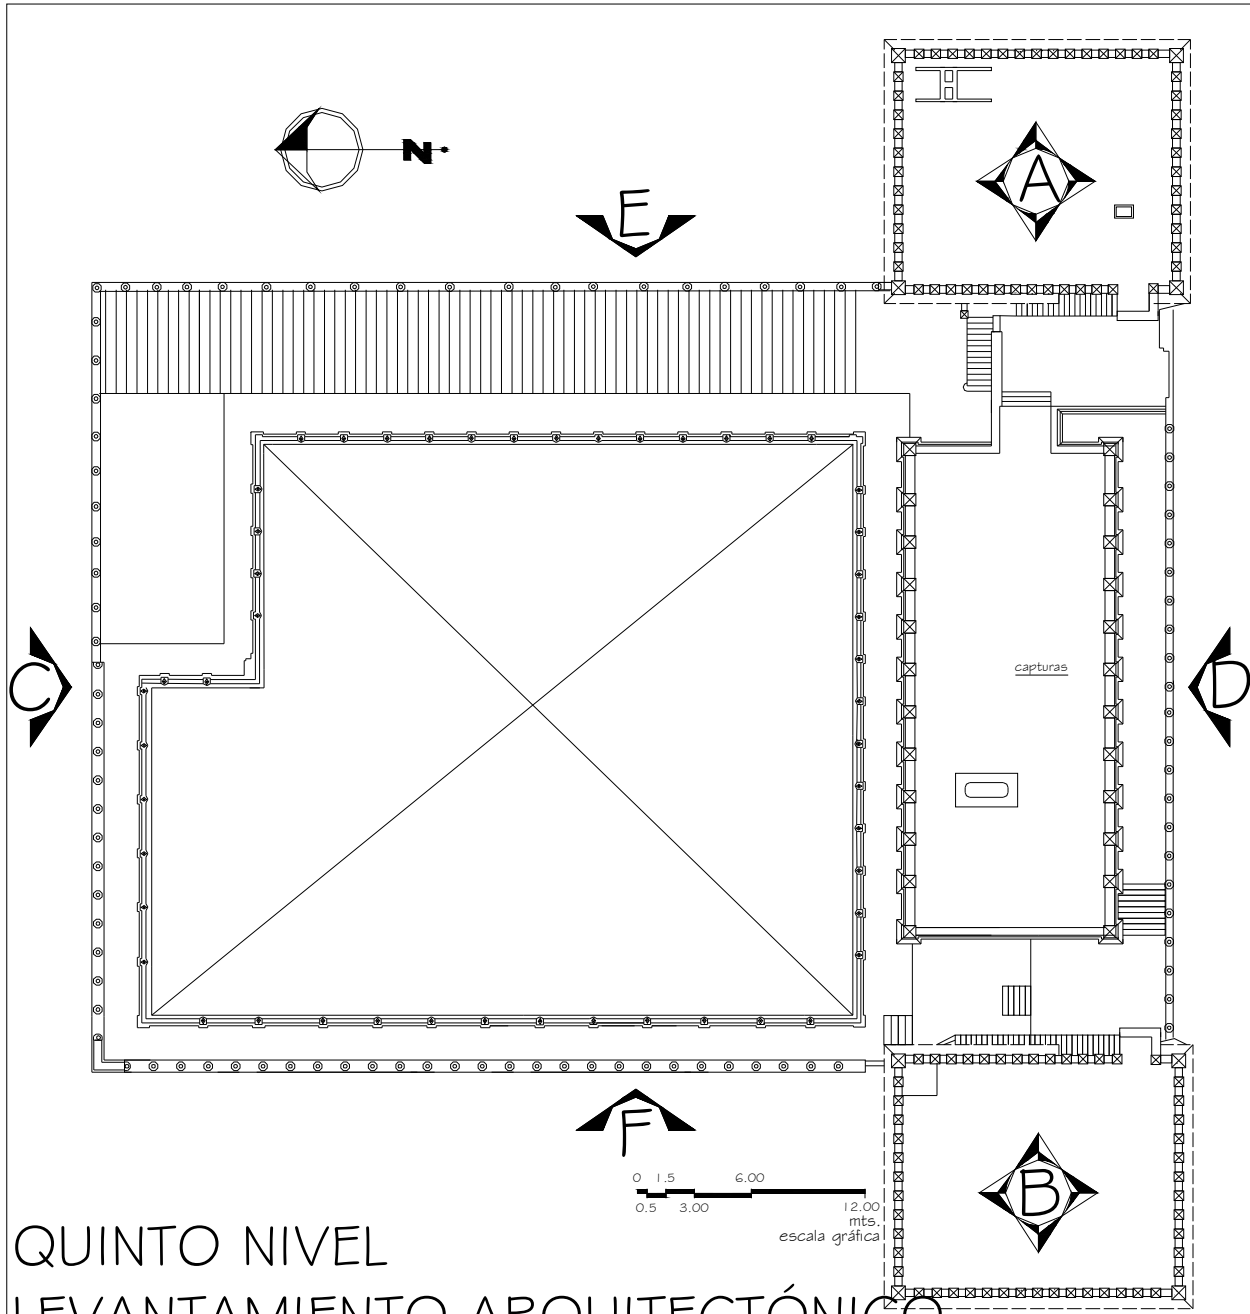 A
N
E
C
D
capturas
F
0 1.5 6.00
0.5 3.00 12.00
mts.
escala gráfica
B
QUINTO NIVEL
LEVANTAMIENTO ARQUITECTÓNICO